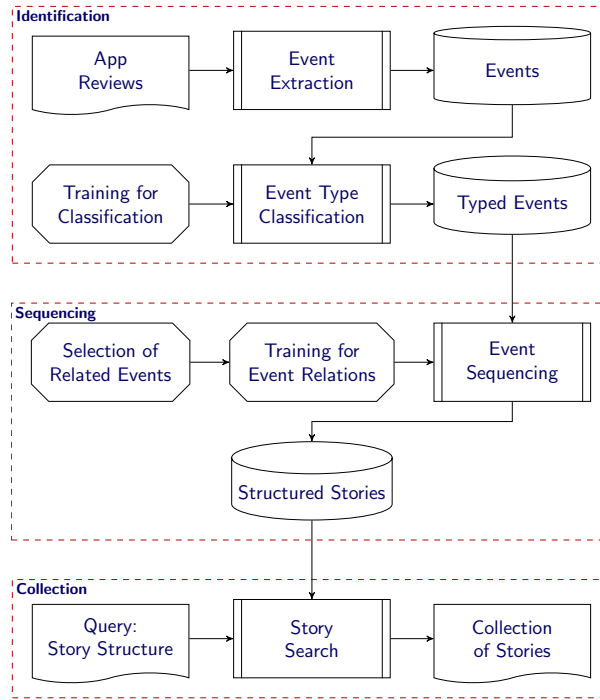 Identification
App
Reviews
Event
Extraction
Events
Training for
Classification
Event Type
Classification
Typed Events
Sequencing
Selection of
Related Events
Training for
Event Relations
Event
Sequencing
Structured Stories
Collection
Query:
Story Structure
Story
Search
Collection
of Stories